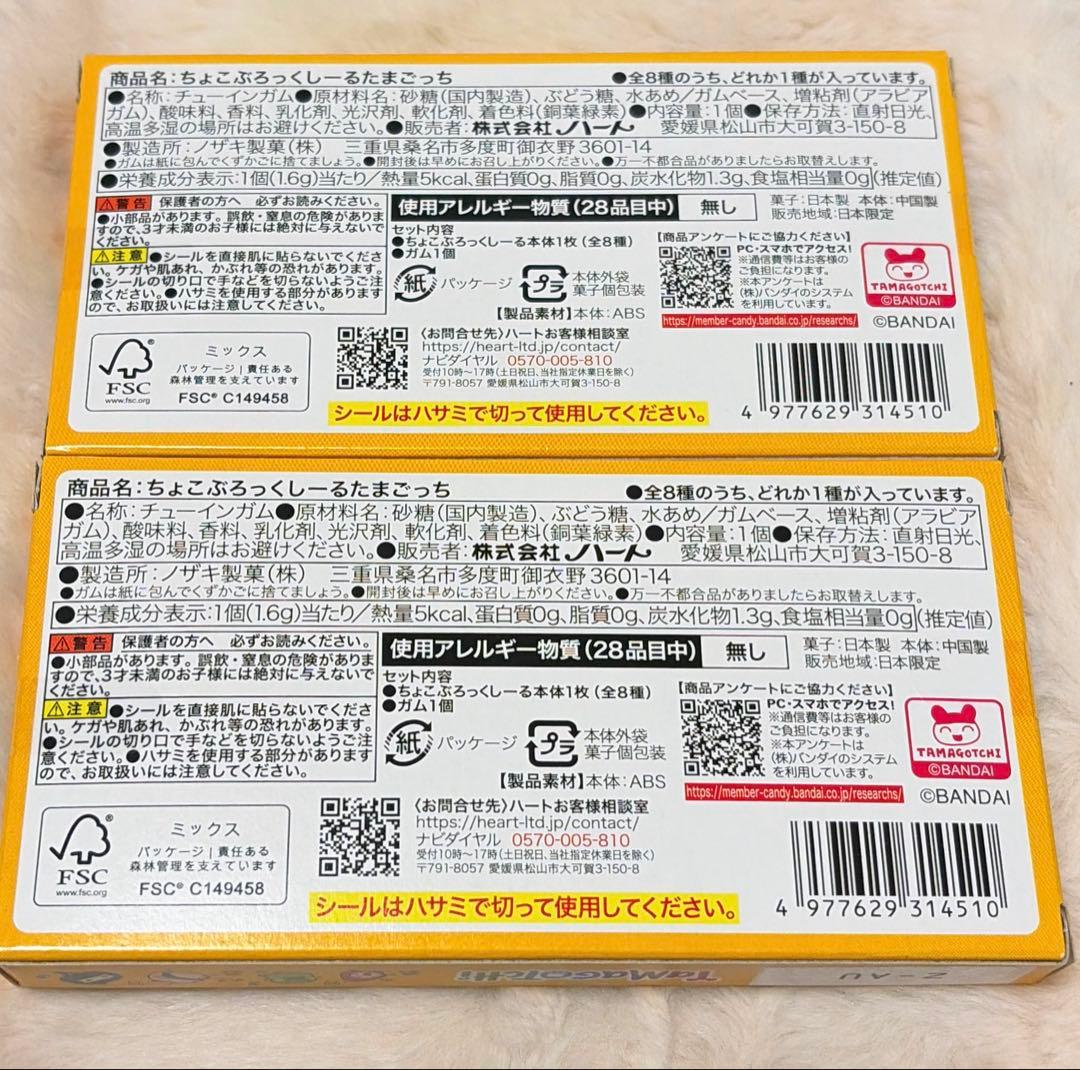 商品名:ちょこぶろっくしーるたまごっち
●全8種のうち、どれか1種が入っています。
●名称:チューインガム●原材料名:砂糖(国内製造)、ぶどう糖、水あめ/ガムベース、増粘剤(アラビア
ガム)、酸味料、香料、乳化剤、光沢剤、軟化剤、着色料(銅葉緑素)●内容量:1個●保存方法:直射日光、
高温多湿の場所はお避けください。●販売者:株式会社ハート 愛媛県松山市大可賀3-150-8
●製造所:ノザキ製菓(株) 三重県桑名市多度町御衣野3601-14
●ガムは紙に包んでくずかごに捨てましょう。●開封後は早めにお召し上がりください。●万一不都合品がありましたらお取替えします。
●栄養成分表示:1個(1.6g)当たり/熱量5kcal、蛋白質0g、脂質0g、炭水化物1.3g、食塩相当量0g(推定値)
⚠警告 保護者の方へ 必ずお読みください。
●小部品があります。誤飲・窒息の危険がありま
すので、3才未満のお子様には絶対に与えないで
ください。
⚠注意 ●シールを直接肌に貼らないでくださ
い。ケガや肌あれ、かぶれ等の恐れがあります。
●シールの切り口で手などを切らないようご注
意ください。●ハサミを使用する部分があります
ので、お取扱いには注意してください。
使用アレルギー物質(28品目中) 無し
菓子:日本製 本体:中国製
販売地域:日本限定
セット内容
●ちょこぶろっくしーる本体1枚(全8種)
●ガム1個
紙 パッケージ
プラ 本体外袋
菓子個包装
【製品素材】本体:ABS
【商品アンケートにご協力ください】
PC・スマホでアクセス!
※通信費等はお客様の
ご負担になります。
※本アンケートは
(株)バンダイのシステム
を利用しています。
https://member-candy.bandai.co.jp/researchs/
TAMAGOTCHI
©BANDAI
©BANDAI
FSC
www.fsc.org
ミックス
パッケージ|責任ある
森林管理を支えています
FSC® C149458
〈お問合せ先〉ハートお客様相談室
https://heart-ltd.jp/contact/
ナビダイヤル 0570-005-810
受付10時~17時(土日祝日、当社指定休業日を除く)
〒791-8057 愛媛県松山市大可賀3-150-8
シールはハサミで切って使用してください。
4 977629 314510
商品名:ちょこぶろっくしーるたまごっち
●全8種のうち、どれか1種が入っています。
●名称:チューインガム●原材料名:砂糖(国内製造)、ぶどう糖、水あめ/ガムベース、増粘剤(アラビア
ガム)、酸味料、香料、乳化剤、光沢剤、軟化剤、着色料(銅葉緑素)●内容量:1個●保存方法:直射日光、
高温多湿の場所はお避けください。●販売者:株式会社ハート 愛媛県松山市大可賀3-150-8
●製造所:ノザキ製菓(株) 三重県桑名市多度町御衣野3601-14
●ガムは紙に包んでくずかごに捨てましょう。●開封後は早めにお召し上がりください。●万一不都合品がありましたらお取替えします。
●栄養成分表示:1個(1.6g)当たり/熱量5kcal、蛋白質0g、脂質0g、炭水化物1.3g、食塩相当量0g(推定値)
⚠警告 保護者の方へ 必ずお読みください。
●小部品があります。誤飲・窒息の危険がありま
すので、3才未満のお子様には絶対に与えないで
ください。
⚠注意 ●シールを直接肌に貼らないでくださ
い。ケガや肌あれ、かぶれ等の恐れがあります。
●シールの切り口で手などを切らないようご注
意ください。●ハサミを使用する部分があります
ので、お取扱いには注意してください。
使用アレルギー物質(28品目中) 無し
菓子:日本製 本体:中国製
販売地域:日本限定
セット内容
●ちょこぶろっくしーる本体1枚(全8種)
●ガム1個
紙 パッケージ
プラ 本体外袋
菓子個包装
【製品素材】本体:ABS
【商品アンケートにご協力ください】
PC・スマホでアクセス!
※通信費等はお客様の
ご負担になります。
※本アンケートは
(株)バンダイのシステム
を利用しています。
https://member-candy.bandai.co.jp/researchs/
TAMAGOTCHI
©BANDAI
©BANDAI
FSC
www.fsc.org
ミックス
パッケージ|責任ある
森林管理を支えています
FSC® C149458
〈お問合せ先〉ハートお客様相談室
https://heart-ltd.jp/contact/
ナビダイヤル 0570-005-810
受付10時~17時(土日祝日、当社指定休業日を除く)
〒791-8057 愛媛県松山市大可賀3-150-8
シールはハサミで切って使用してください。
4 977629 314510
TaMaGoTcHi